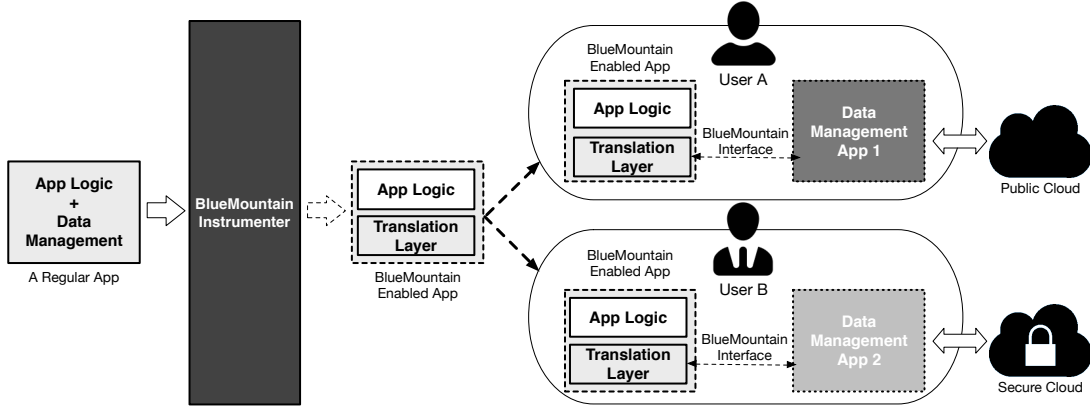 App Logic
+
Data
Management
A Regular App
BlueMountain
Instrumenter
App Logic
Translation
Layer
BlueMountain
Enabled App
BlueMountain
Enabled App
User A
App Logic
Translation
Layer
BlueMountain
Interface
Data
Management
App 1
Public Cloud
BlueMountain
Enabled App
User B
App Logic
Translation
Layer
BlueMountain
Interface
Data
Management
App 2
Secure Cloud